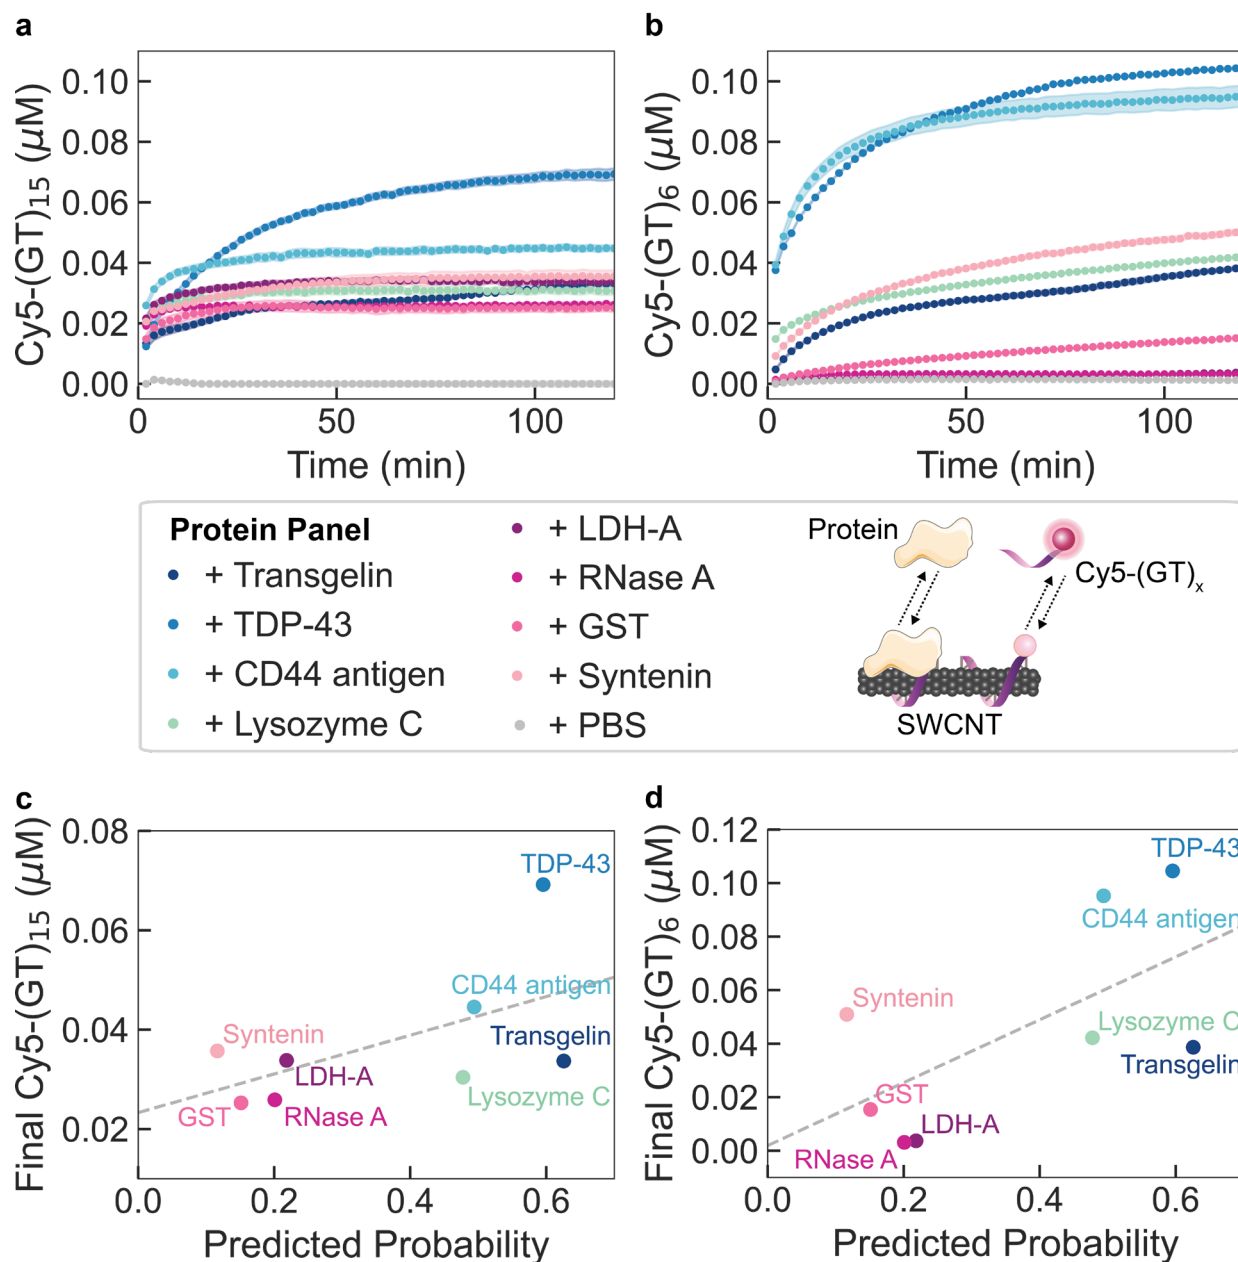 a
b
0.10
0.08
0.06
0.04
0.02
0.00
Cy5-(GT)15 (μM)
0
50
100
Time (min)
0.10
0.08
0.06
0.04
0.02
0.00
Cy5-(GT)6 (μM)
0
50
100
Time (min)
Protein Panel
+ Transgelin
+ TDP-43
+ CD44 antigen
+ Lysozyme C
+ LDH-A
+ RNase A
+ GST
+ Syntenin
+ PBS
Protein
Cy5-(GT)x
SWCNT
c
d
0.08
0.06
0.04
0.02
Final Cy5-(GT)15 (μM)
TDP-43
CD44 antigen
Syntenin
Transgelin
LDH-A
Lysozyme C
GST
RNase A
0.0
0.2
0.4
0.6
Predicted Probability
0.12
0.10
0.08
0.06
0.04
0.02
0.00
Final Cy5-(GT)6 (μM)
TDP-43
CD44 antigen
Syntenin
Lysozyme C
Transgelin
GST
LDH-A
RNase A
0.0
0.2
0.4
0.6
Predicted Probability